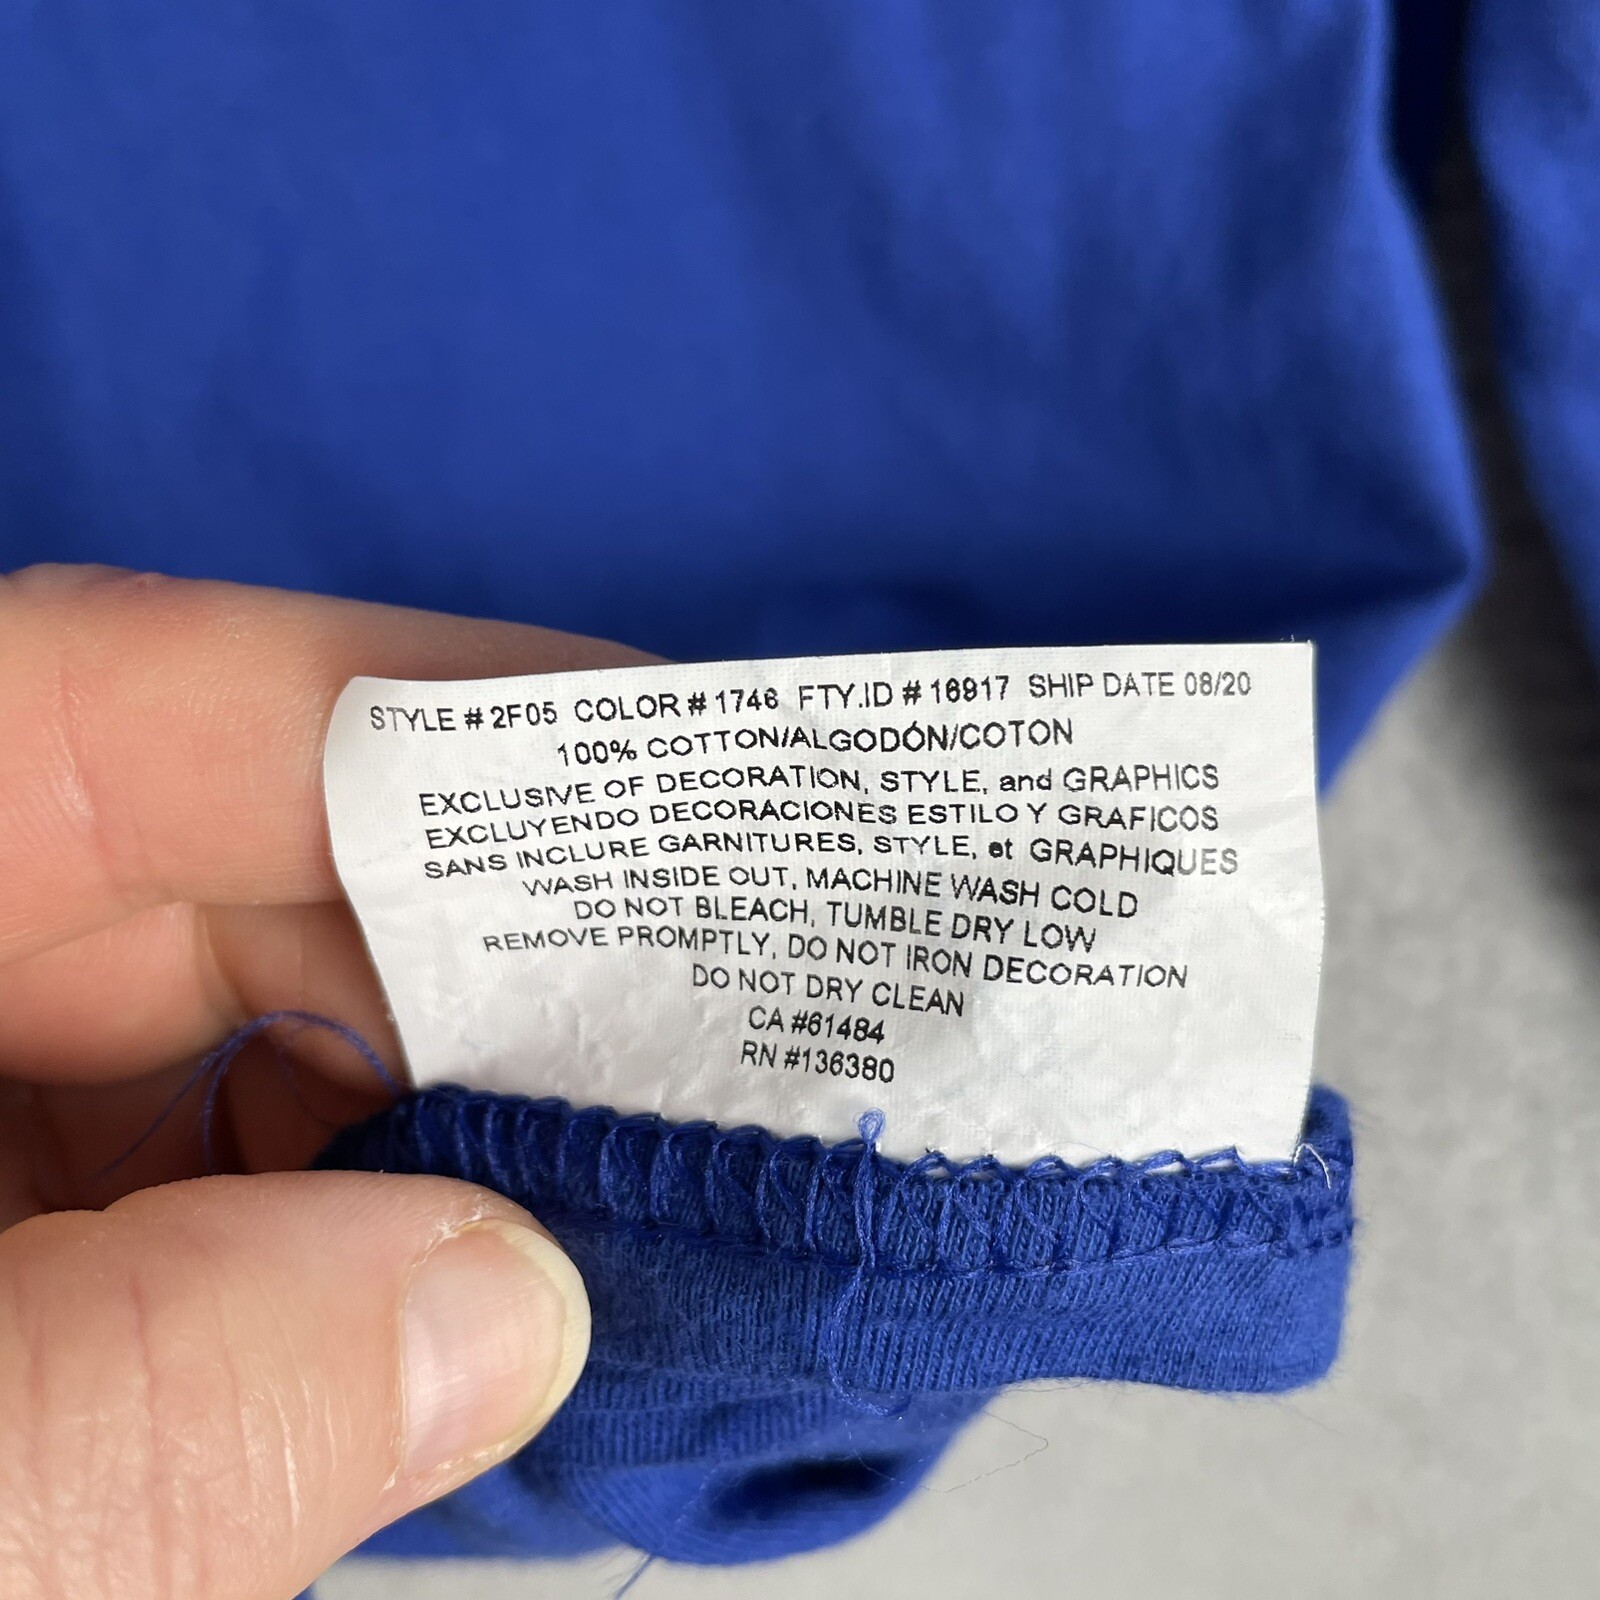 STYLE # 2F05 COLOR # 1746 FTY.ID # 16917 SHIP DATE 08/20
100% COTTON/ALGODÓN/COTON
EXCLUSIVE OF DECORATION, STYLE, and GRAPHICS
EXCLUYENDO DECORACIONES ESTILO Y GRAFICOS
SANS INCLURE GARNITURES, STYLE, et GRAPHIQUES
WASH INSIDE OUT, MACHINE WASH COLD
DO NOT BLEACH, TUMBLE DRY LOW
REMOVE PROMPTLY, DO NOT IRON DECORATION
DO NOT DRY CLEAN
CA #61484
RN #136380